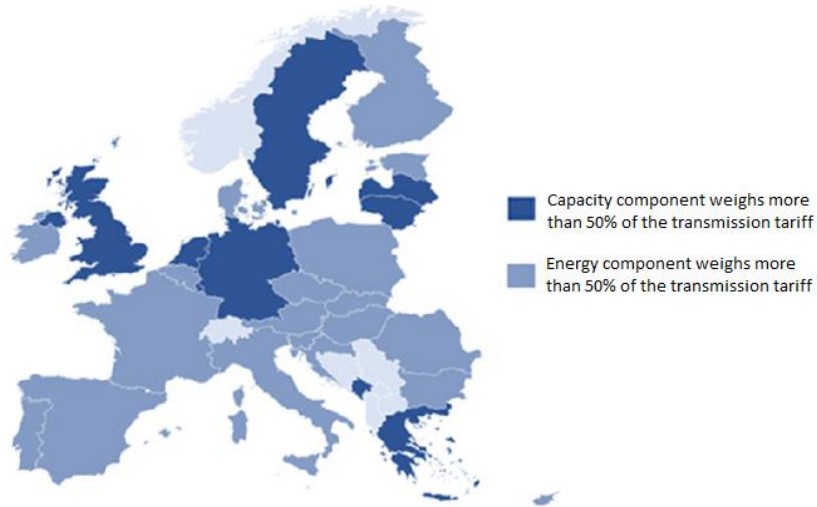 Capacity component weighs more
than 50% of the transmission tariff
Energy component weighs more
than 50% of the transmission tariff